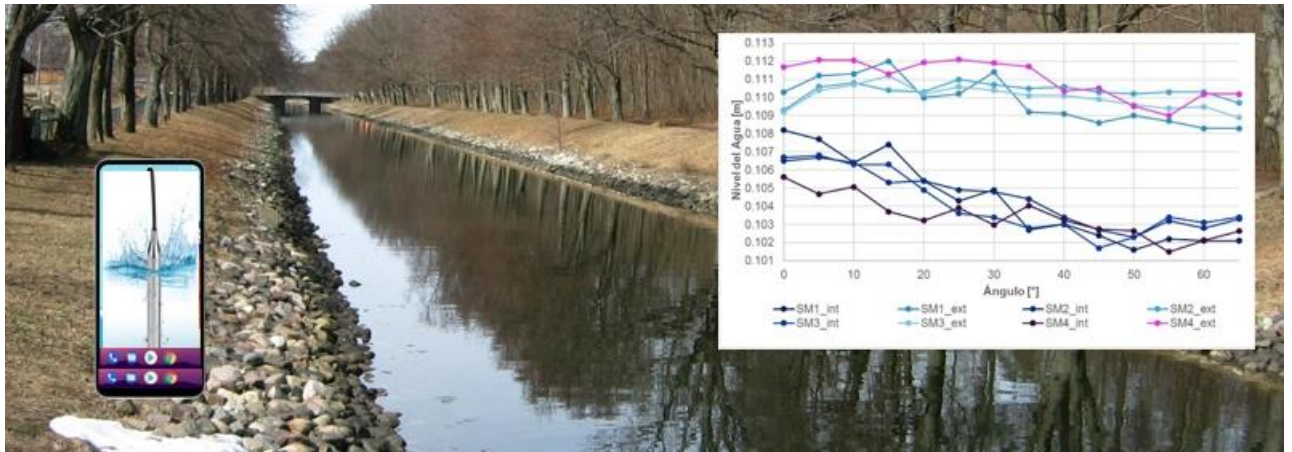 0.113
0.112
0.111
0.110
0.109
0.108
0.107
0.106
0.105
0.104
0.103
0.102
0.101
Nivel del Agua [m]
0 10 20 30 40 50 60
Ángulo [°]
SM1_int SM1_ext SM2_int SM2_ext
SM3_int SM3_ext SM4_int SM4_ext